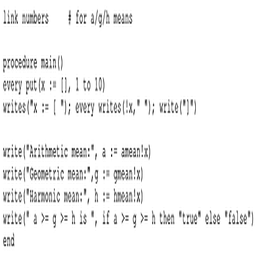 link numbers    # for a/g/h means

procedure main()
every put(x := [], 1 to 10)
writes("x := [ "); every writes(!x," "); write("]")

write("Arithmetic mean:", a := amean!x)
write("Geometric mean:",g := gmean!x)
write("Harmonic mean:", h := hmean!x)
write(" a >= g >= h is ", if a >= g >= h then "true" else "false")
end